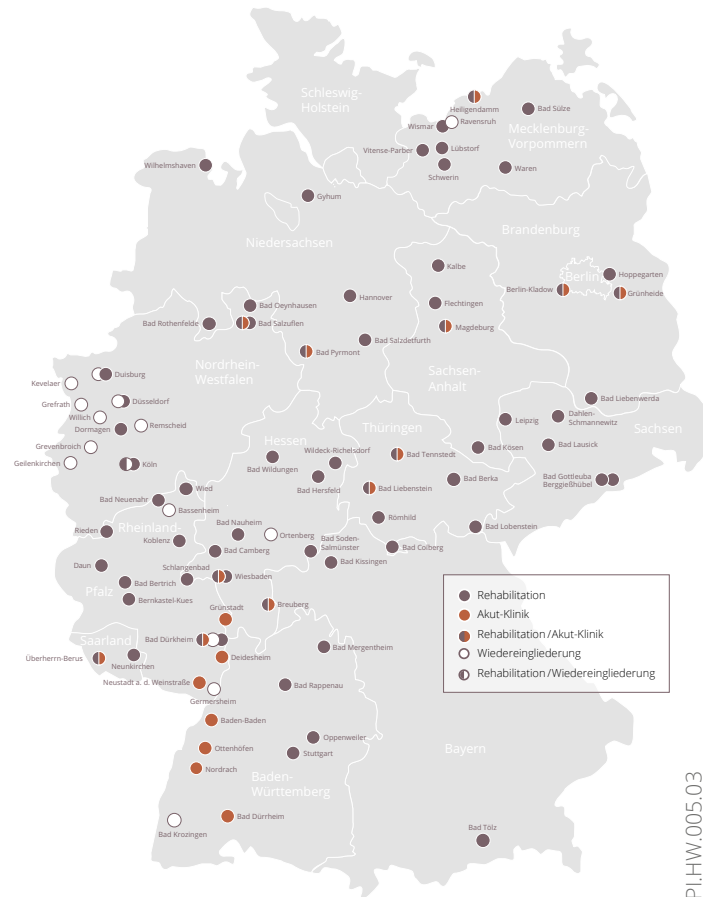 Schleswig-
Holstein
Heiligendamm
Ravensruh
Bad Sülze
Wismar
Mecklenburg-
Vorpommern
Vitense-Parber
Lübstorf
Schwerin
Waren
Wilhelmshaven
Gyhum
Niedersachsen
Brandenburg
Kalbe
Berlin
Hoppegarten
Berlin-Kladow
Grünheide
Hannover
Flechtingen
Bad Oeynhausen
Bad Rothenfelde
Bad Salzuflen
Magdeburg
Bad Salzdetfurth
Bad Pyrmont
Nordrhein-
Westfalen
Sachsen-
Anhalt
Duisburg
Kevelaer
Grefrath
Düsseldorf
Willich
Dormagen
Remscheid
Grevenbroich
Geilenkirchen
Köln
Bad Liebenwerda
Leipzig
Dahlen-
Schmannewitz
Sachsen
Thüringen
Hessen
Wildeck-Richelsdorf
Bad Tennstedt
Bad Kösen
Bad Lausick
Bad Wildungen
Bad Hersfeld
Bad Liebenstein
Bad Berka
Bad Gottleuba
Berggießhübel
Wied
Bad Neuenahr
Bassenheim
Römhild
Bad Lobenstein
Rieden
Rheinland-
Koblenz
Bad Nauheim
Ortenberg
Bad Soden-
Salmünster
Bad Colberg
Bad Camberg
Bad Kissingen
Daun
Schlangenbad
Wiesbaden
Pfalz
Bad Bertrich
Bernkastel-Kues
Grünstadt
Breuberg
Saarland
Bad Dürkheim
Bad Mergentheim
Überherrn-Berus
Neunkirchen
Deidesheim
Neustadt a. d. Weinstraße
Germersheim
Bad Rappenau
Baden-Baden
Ottenhöfen
Oppenweiler
Stuttgart
Nordrach
Baden-
Württemberg
Bayern
Bad Dürrheim
Bad Krozingen
Bad Tölz
Rehabilitation
Akut-Klinik
Rehabilitation/Akut-Klinik
Wiedereingliederung
Rehabilitation/Wiedereingliederung
PI.HW.005.03